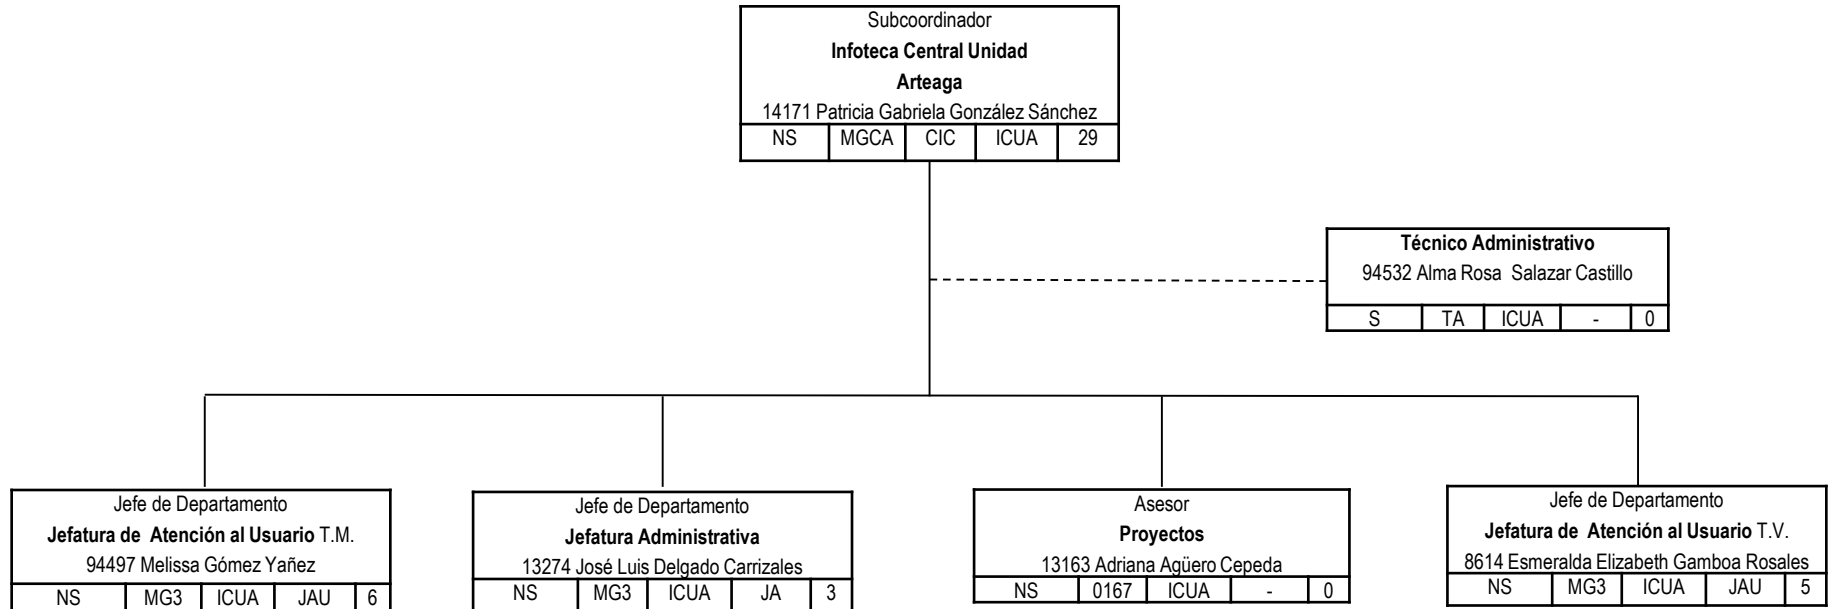 Subcoordinador
Infoteca Central Unidad
Arteaga
14171 Patricia Gabriela González Sánchez
NS MGCA CIC ICUA 29
Técnico Administrativo
94532 Alma Rosa Salazar Castillo
S TA ICUA - 0
Jefe de Departamento
Jefatura de Atención al Usuario T.M.
94497 Melissa Gómez Yañez
NS MG3 ICUA JAU 6
Jefe de Departamento
Jefatura Administrativa
13274 José Luis Delgado Carrizales
NS MG3 ICUA JA 3
Asesor
Proyectos
13163 Adriana Agüero Cepeda
NS 0167 ICUA - 0
Jefe de Departamento
Jefatura de Atención al Usuario T.V.
8614 Esmeralda Elizabeth Gamboa Rosales
NS MG3 ICUA JAU 5